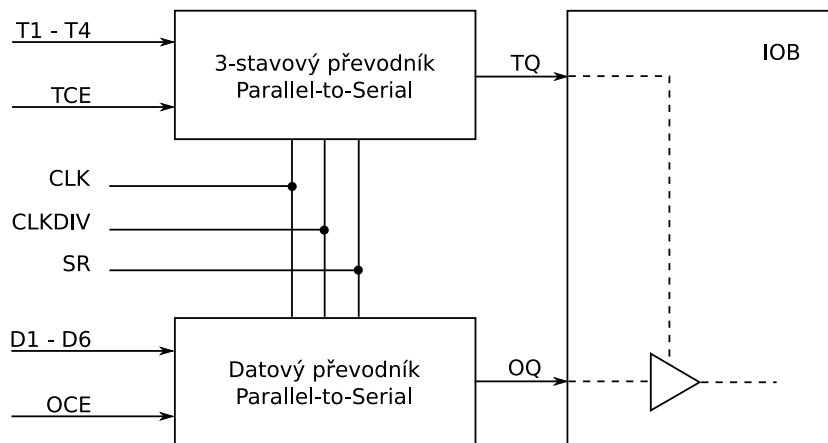 T1 - T4
3-stavový převodník
Parallel-to-Serial
TQ
IOB
TCE
CLK
CLKDIV
SR
D1 - D6
Datový převodník
Parallel-to-Serial
OQ
OCE